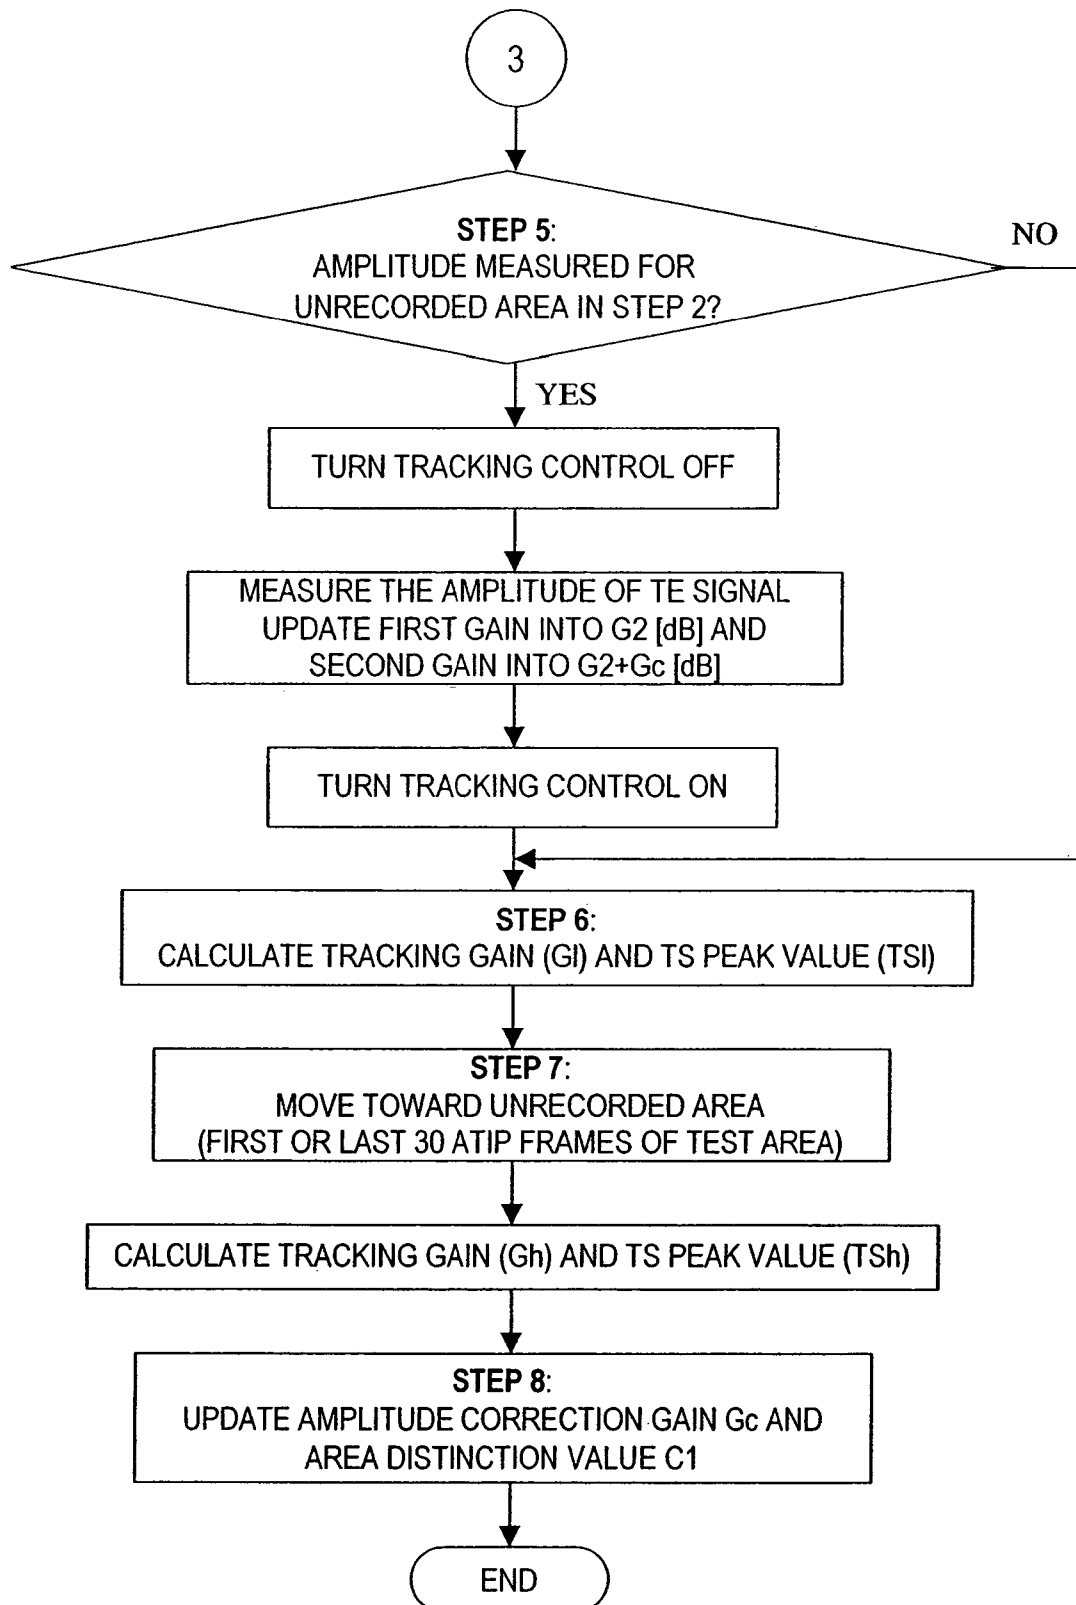 3
STEP 5:
AMPLITUDE MEASURED FOR
UNRECORDED AREA IN STEP 2?
NO
YES
TURN TRACKING CONTROL OFF
MEASURE THE AMPLITUDE OF TE SIGNAL
UPDATE FIRST GAIN INTO G2 [dB] AND
SECOND GAIN INTO G2+Gc [dB]
TURN TRACKING CONTROL ON
STEP 6:
CALCULATE TRACKING GAIN (Gl) AND TS PEAK VALUE (TSl)
STEP 7:
MOVE TOWARD UNRECORDED AREA
(FIRST OR LAST 30 ATIP FRAMES OF TEST AREA)
CALCULATE TRACKING GAIN (Gh) AND TS PEAK VALUE (TSh)
STEP 8:
UPDATE AMPLITUDE CORRECTION GAIN Gc AND
AREA DISTINCTION VALUE C1
END